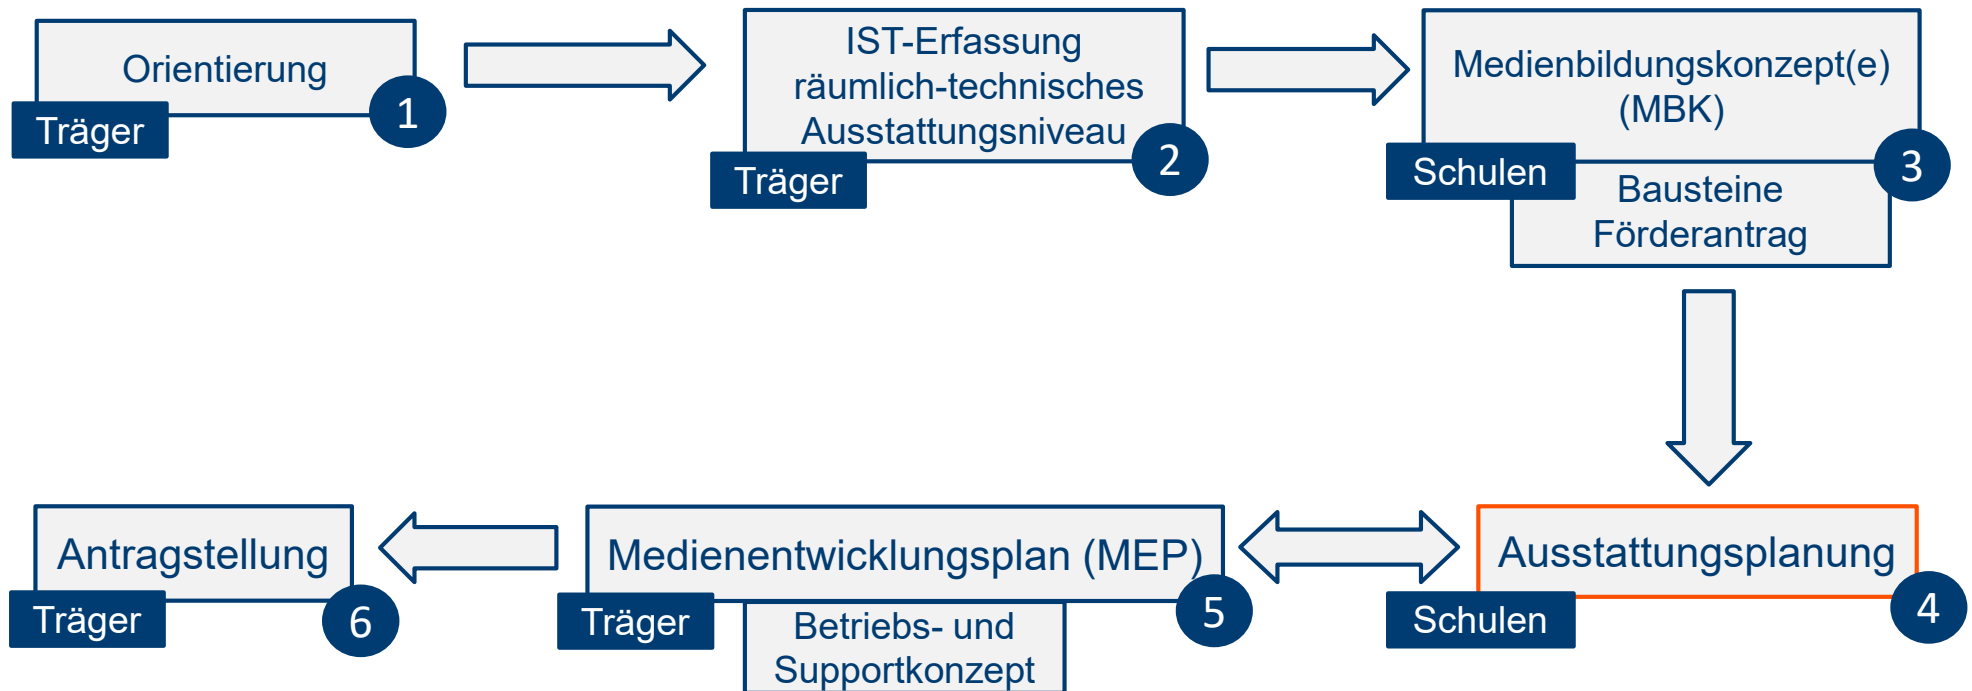 Orientierung
Träger
1
IST-Erfassung
räumlich-technisches
Ausstattungsniveau
Träger
2
Medienbildungskonzept(e)
(MBK)
Schulen
3
Bausteine
Förderantrag
Ausstattungsplanung
Schulen
4
Medienentwicklungsplan (MEP)
Träger
5
Betriebs- und
Supportkonzept
Antragstellung
Träger
6